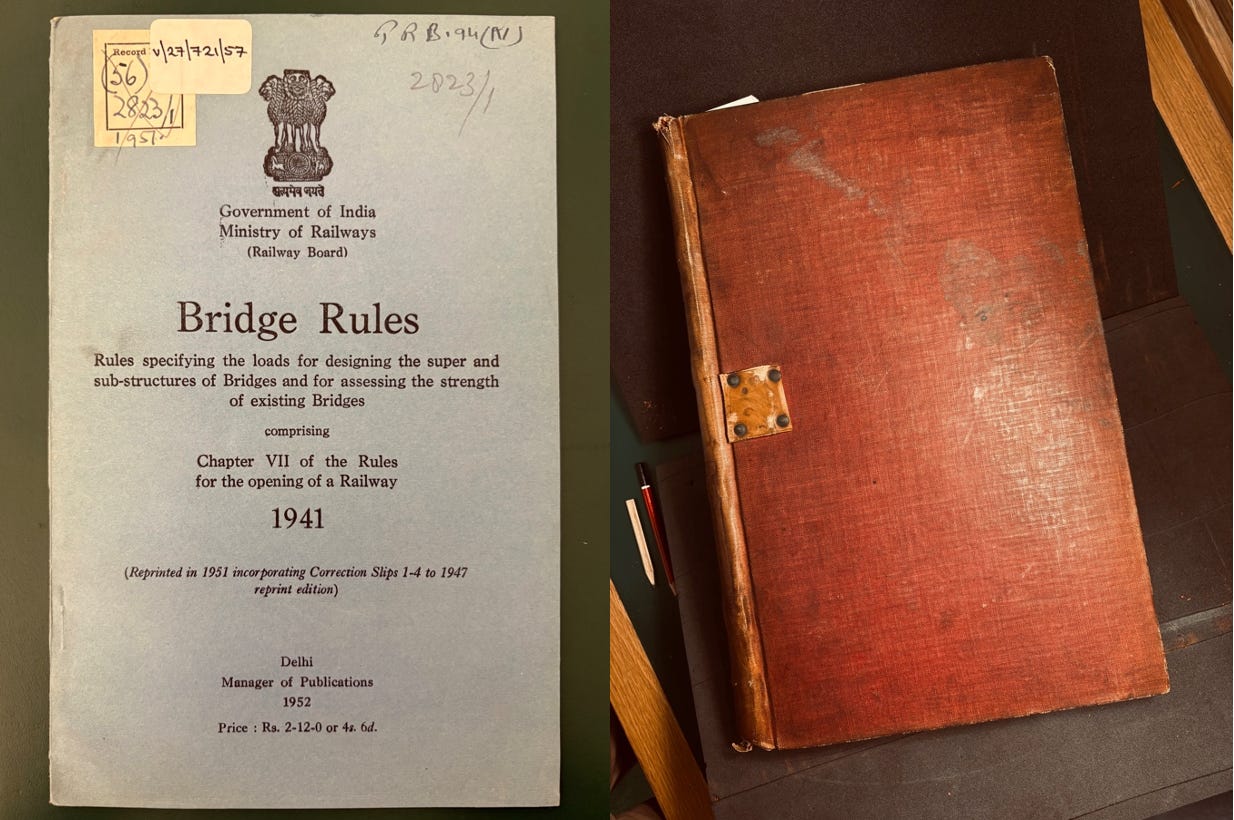 Record
V/27/721/57
(56)
2823/1
1951
P R B. 94 (IV)
2823/1
सत्यमेव जयते
Government of India
Ministry of Railways
(Railway Board)
Bridge Rules
Rules specifying the loads for designing the super and
sub-structures of Bridges and for assessing the strength
of existing Bridges
comprising
Chapter VII of the Rules
for the opening of a Railway
1941
(Reprinted in 1951 incorporating Correction Slips 1-4 to 1947
reprint edition)
Delhi
Manager of Publications
1952
Price : Rs. 2-12-0 or 4s. 6d.